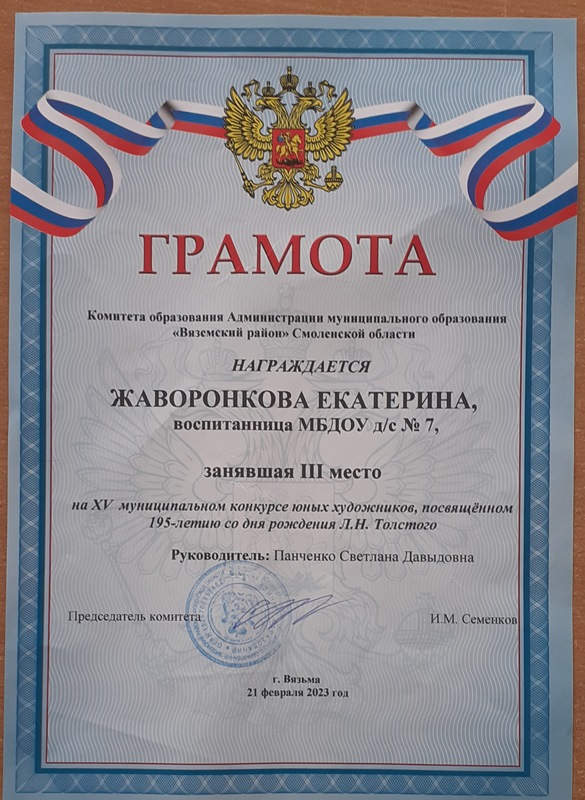 ГРАМОТА
Комитета образования Администрации муниципального образования
«Вяземский район» Смоленской области
НАГРАЖДАЕТСЯ
ЖАВОРОНКОВА ЕКАТЕРИНА,
воспитанница МБДОУ д/с № 7,
занявшая III место
на XV муниципальном конкурсе юных художников, посвящённом
195-летию со дня рождения Л.Н. Толстого
Руководитель: Панченко Светлана Давыдовна
Председатель комитета
И.М. Семенков
г. Вязьма
21 февраля 2023 год